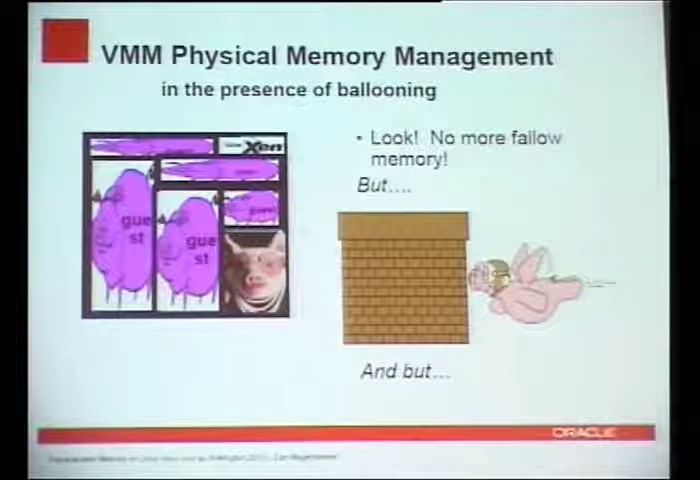 VMM Physical Memory Management
in the presence of ballooning
Xen
• Look! No more fallow
memory!
But....
gue
st
gue
st
guest
And but...
ORACLE